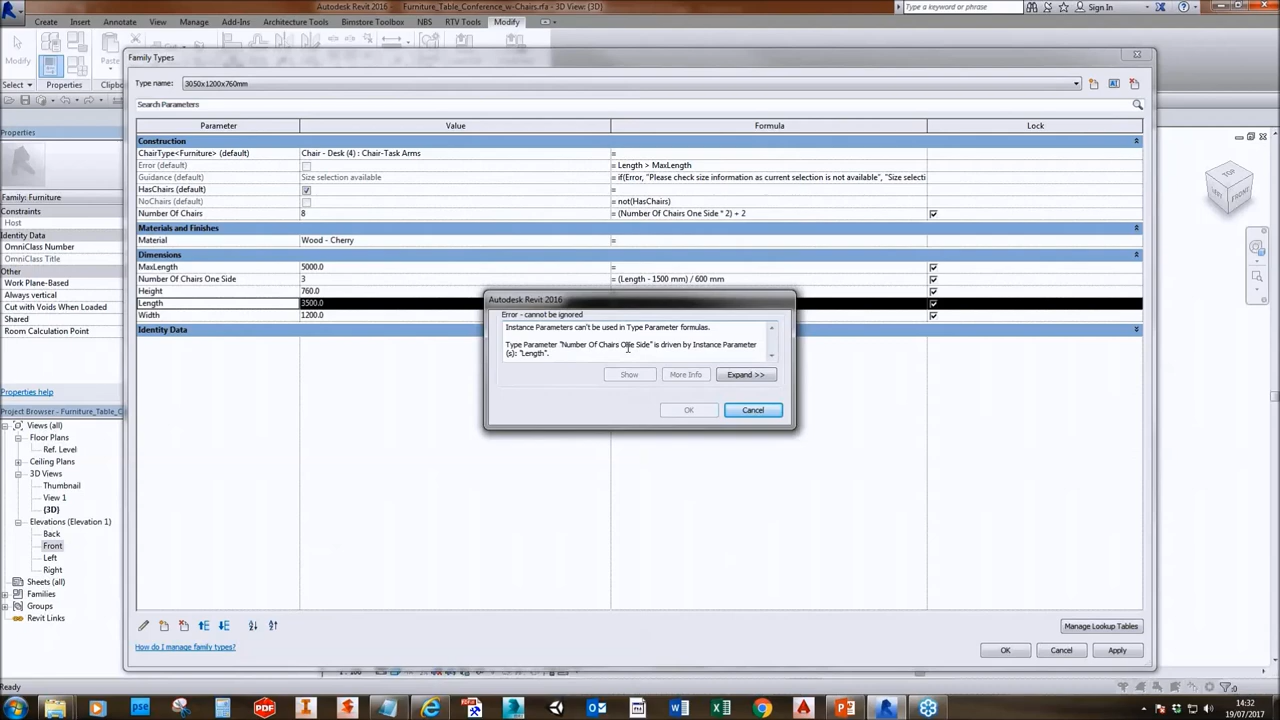 Autodesk Revit 2016 - Furniture_Table_Conference_w-Chairs.rfa - 3D View: {3D}
Type a keyword or phrase
Sign In
Create Insert Annotate View Manage Add-Ins Architecture Tools Bimstore Toolbox NBS RTV Tools Modify
Modify
Paste
Select Properties Clipb
Family Types
Type name: 3050x1200x760mm
Search Parameters
Parameter Value Formula Lock
Construction
ChairType<Furniture> (default) Chair - Desk (4) : Chair-Task Arms =
Error (default) = Length > MaxLength
Guidance (default) Size selection available = if(Error, "Please check size information as current selection is not available", "Size selecti
HasChairs (default) =
NoChairs (default) = not(HasChairs)
Number Of Chairs 8 = (Number Of Chairs One Side * 2) + 2
Materials and Finishes
Material Wood - Cherry =
Dimensions
MaxLength 5000.0 =
Number Of Chairs One Side 3 = (Length - 1500 mm) / 600 mm
Height 760.0
Length 3500.0
Width 1200.0
Identity Data
Autodesk Revit 2016
Error - cannot be ignored
Instance Parameters can't be used in Type Parameter formulas.
Type Parameter "Number Of Chairs One Side" is driven by Instance Parameter
(s): "Length".
Show More Info Expand >>
OK Cancel
Manage Lookup Tables
How do I manage family types?
OK Cancel Apply
Properties
Family: Furniture
Constraints
Host
Identity Data
OmniClass Number
OmniClass Title
Other
Work Plane-Based
Always vertical
Cut with Voids When Loaded
Shared
Room Calculation Point
Properties help
Project Browser - Furniture_Table_C
Views (all)
Floor Plans
Ref. Level
Ceiling Plans
3D Views
Thumbnail
View 1
{3D}
Elevations (Elevation 1)
Back
Front
Left
Right
Sheets (all)
Families
Groups
Revit Links
TOP
LEFT
FRONT
Ready
:0
14:32
19/07/2017